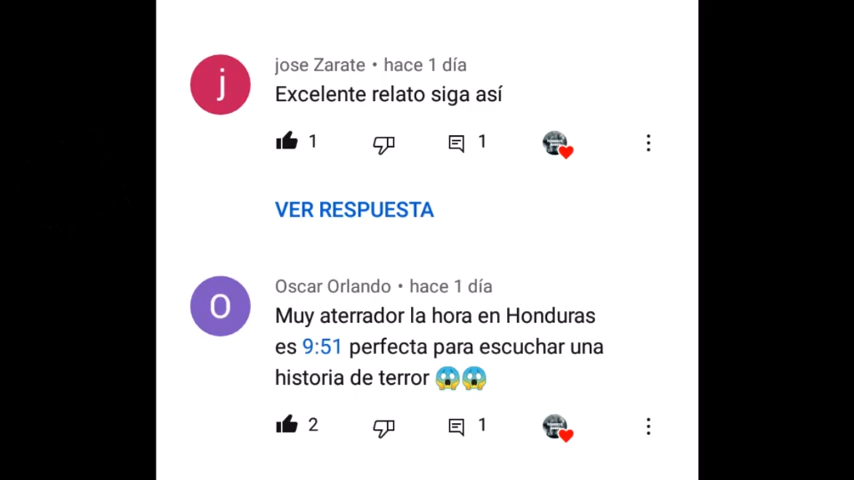 j
jose Zarate • hace 1 día
Excelente relato siga así
1
1
VER RESPUESTA
O
Oscar Orlando • hace 1 día
Muy aterrador la hora en Honduras
es 9:51 perfecta para escuchar una
historia de terror 😱😱
2
1